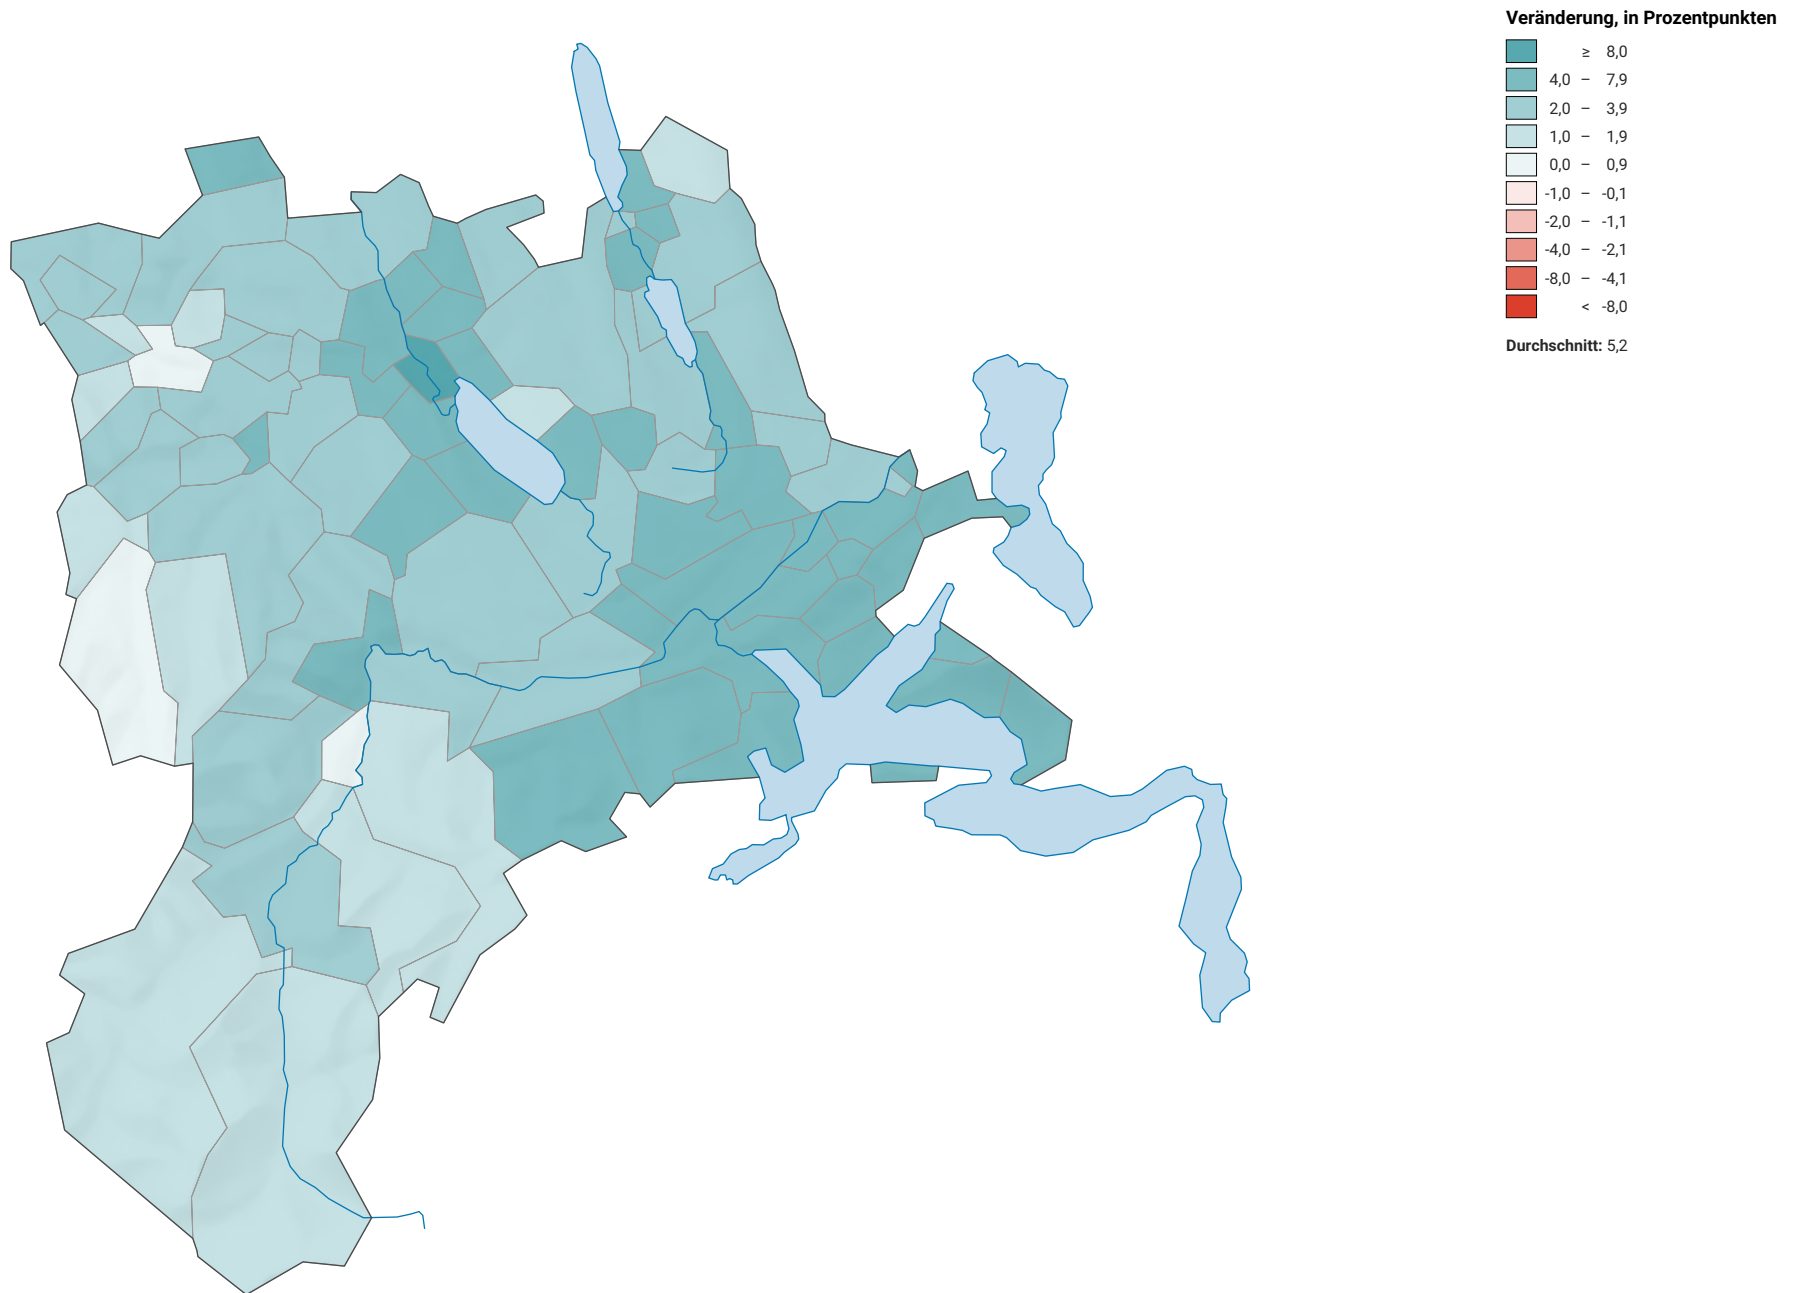 Veränderung, in Prozentpunkten
≥ 8,0
4,0 – 7,9
2,0 – 3,9
1,0 – 1,9
0,0 – 0,9
-1,0 – -0,1
-2,0 – -1,1
-4,0 – -2,1
-8,0 – -4,1
< -8,0
Durchschnitt: 5,2